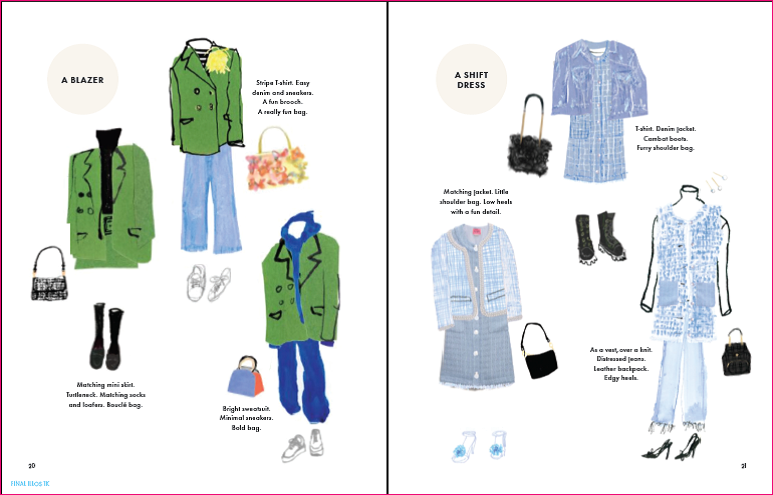 A BLAZER
Stripe T-shirt. Easy
denim and sneakers.
A fun brooch.
A really fun bag.
Matching mini skirt.
Turtleneck. Matching socks
and loafers. Bouclé bag.
Bright sweatsuit.
Minimal sneakers.
Bold bag.
20
FINAL FILES TK
A SHIFT
DRESS
T-shirt. Denim jacket.
Combat boots.
Furry shoulder bag.
Matching jacket. Little
shoulder bag. Low heels
with a fun detail.
As a vest, over a knit.
Distressed jeans.
Leather backpack.
Edgy heels.
21